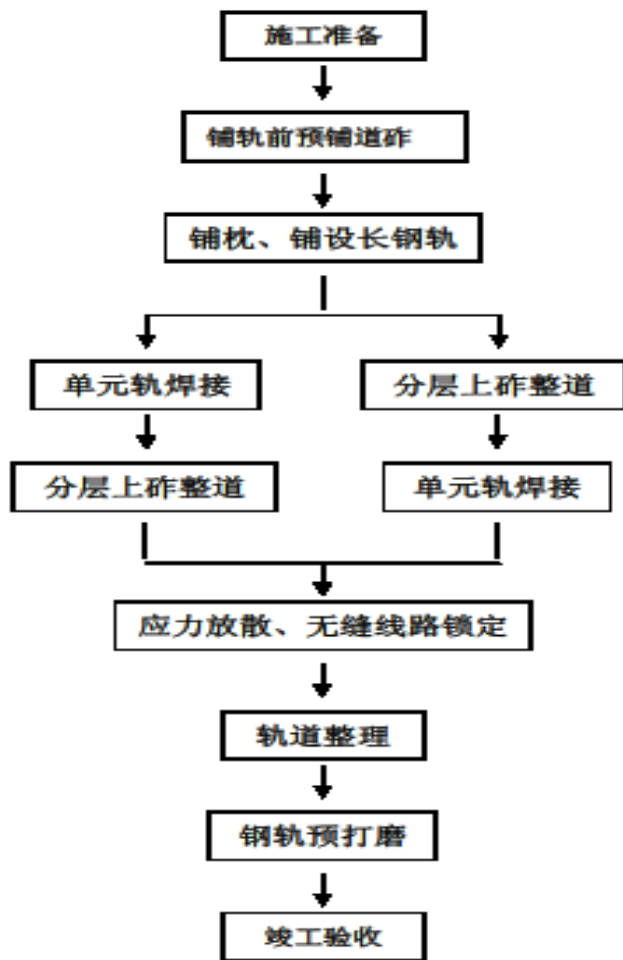 施工准备
铺轨前预铺道砟
铺枕、铺设长钢轨
单元轨焊接
分层上砟整道
分层上砟整道
单元轨焊接
应力放散、无缝线路锁定
轨道整理
钢轨预打磨
竣工验收